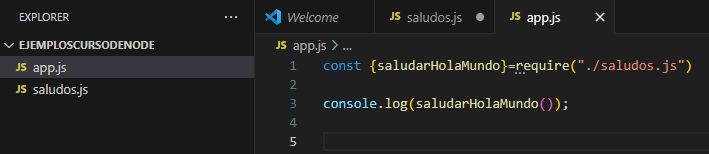 EXPLORER
EJEMPLOSCURSODENODE
JS app.js
JS saludos.js
Welcome JS saludos.js JS app.js
JS app.js > ...
1 const {saludarHolaMundo}=require("./saludos.js")
2
3 console.log(saludarHolaMundo());
4
5